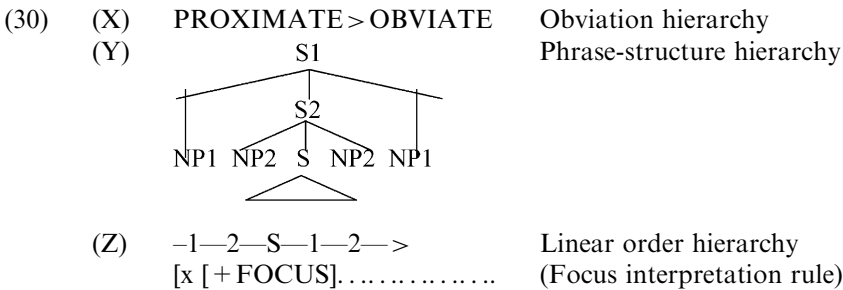 (30) (X) PROXIMATE > OBVIATE Obviation hierarchy
(Y) S1 Phrase-structure hierarchy
S2
NP1 NP2 S NP2 NP1
(Z) –1—2—S—1—2—> Linear order hierarchy
[x [+FOCUS]................ (Focus interpretation rule)